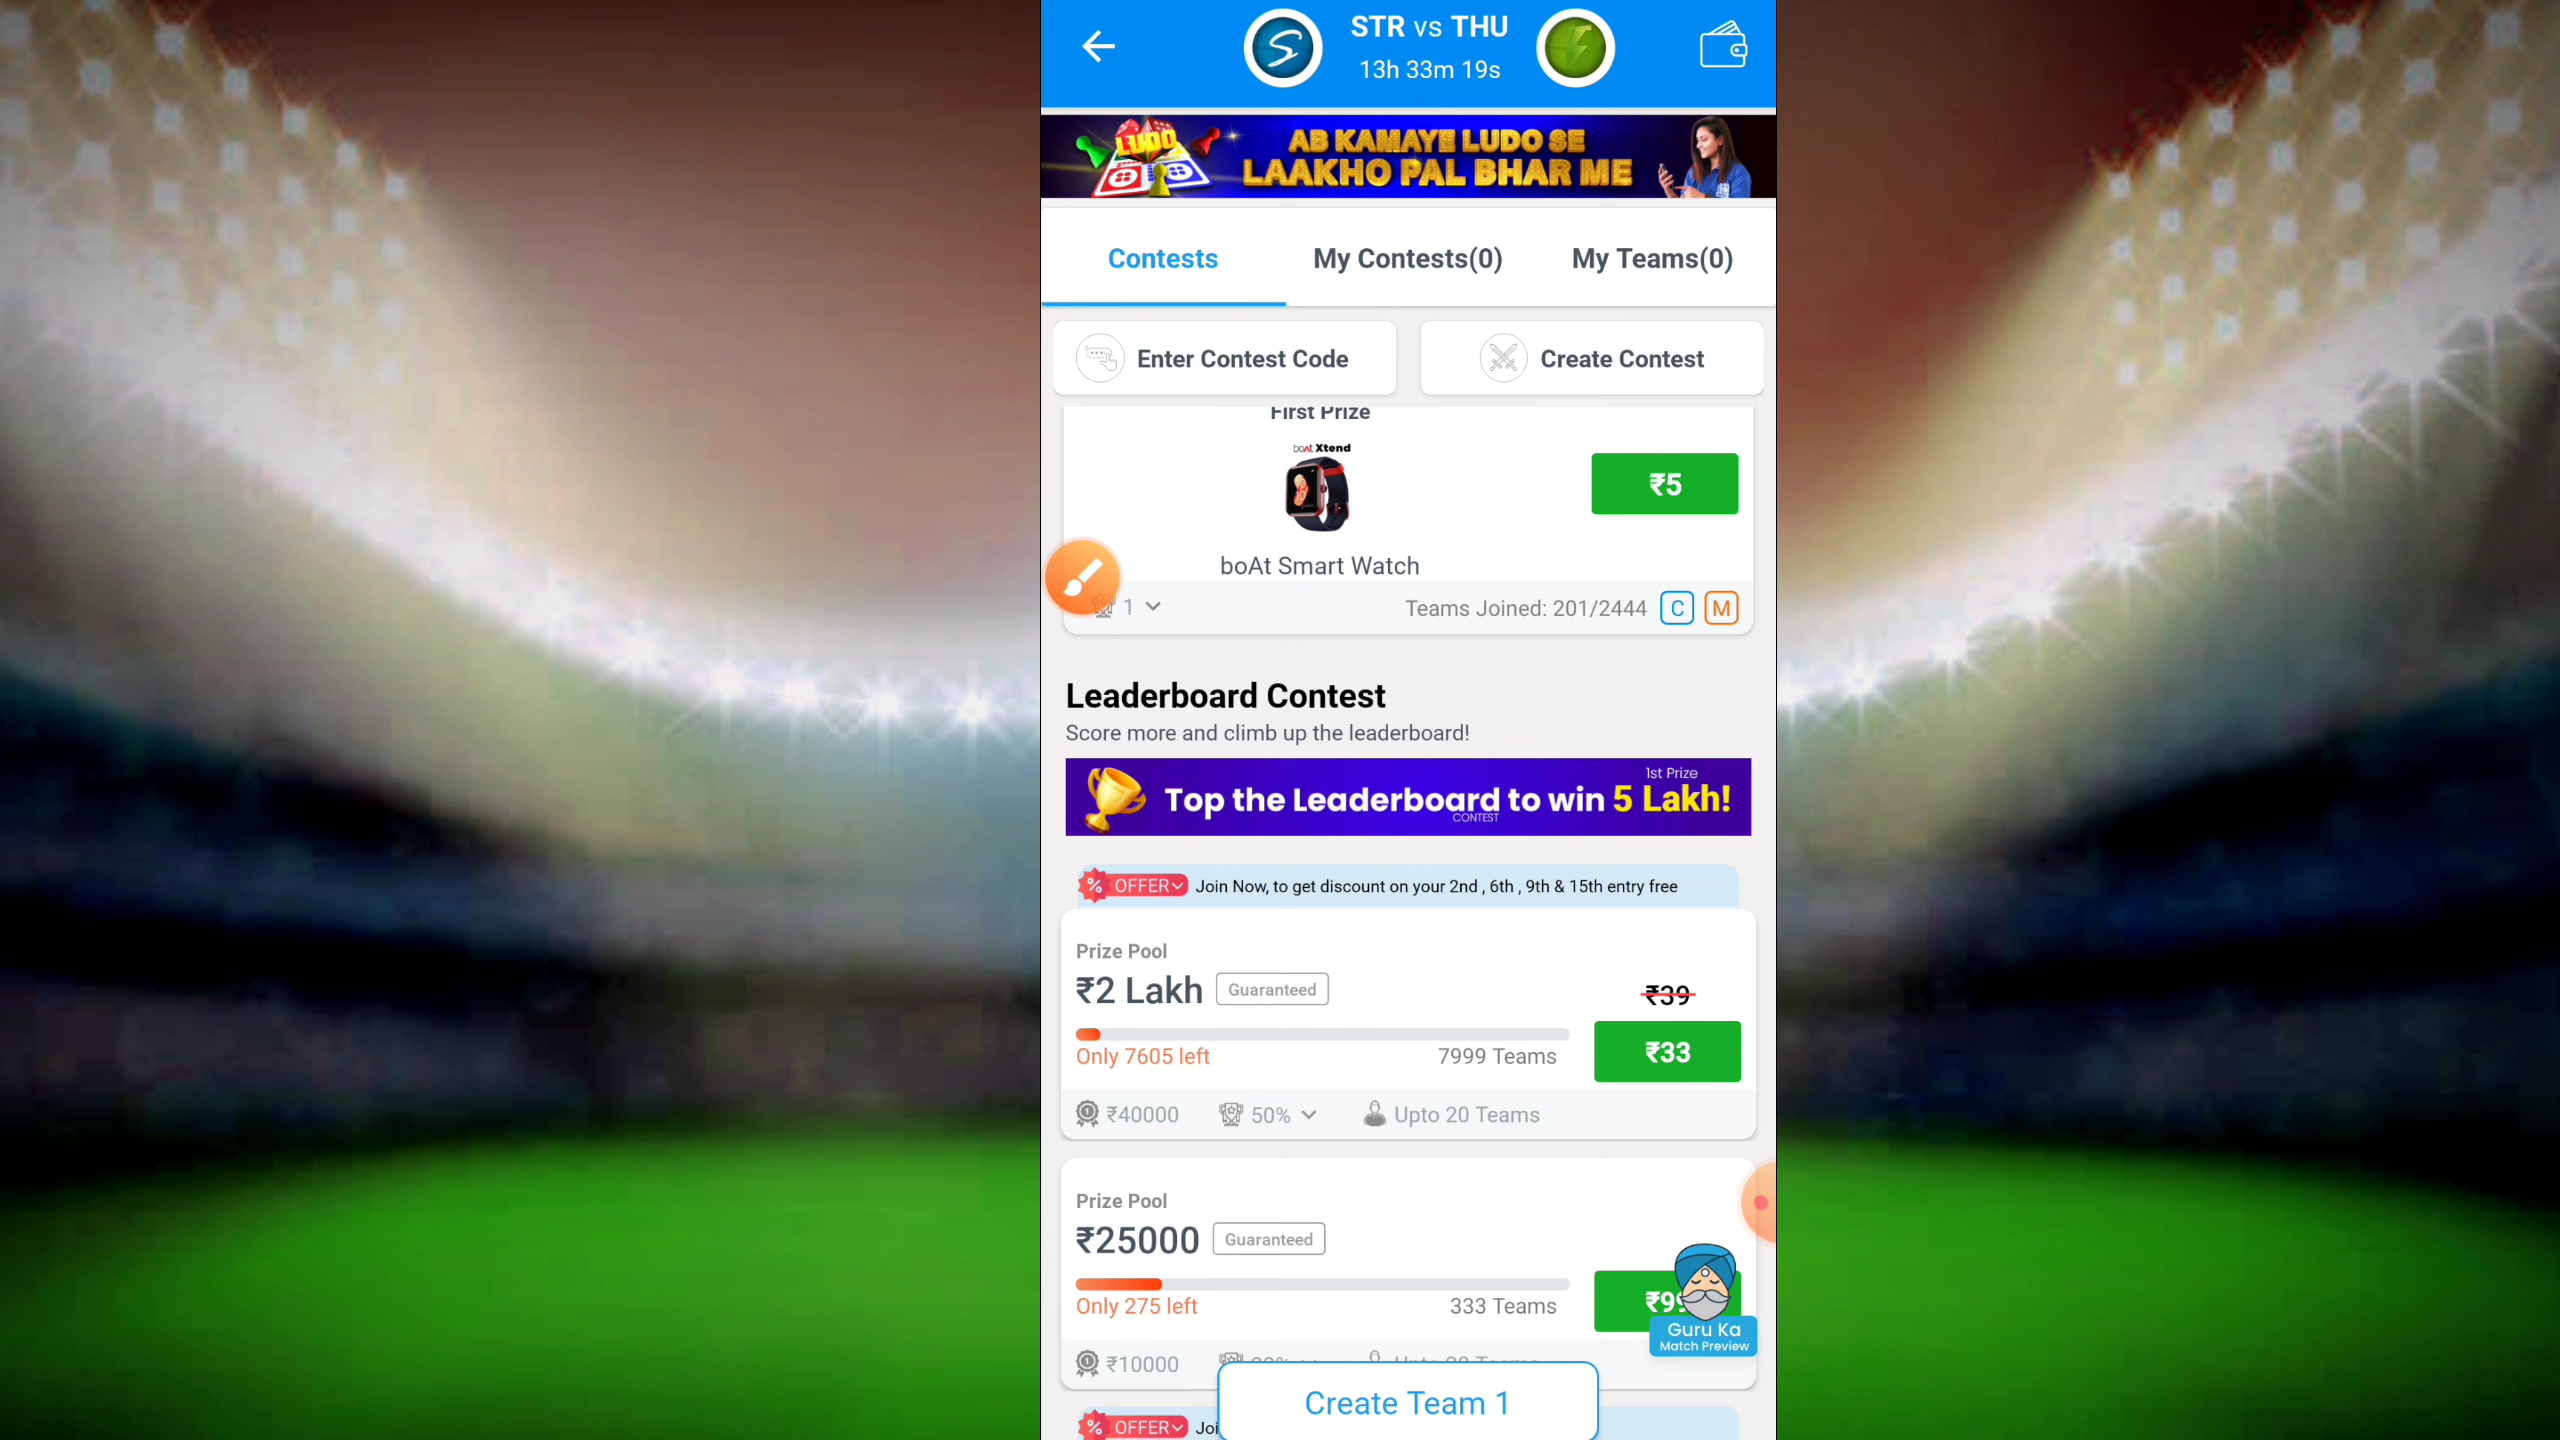 STR vs THU
13h 33m 19s
LUDO
AB KAMAYE LUDO SE
LAAKHO PAL BHAR ME
Contests
My Contests(0)
My Teams(0)
Enter Contest Code
Create Contest
First Prize
boAt Xtend
₹5
boAt Smart Watch
1
Teams Joined: 201/2444
C
M
Leaderboard Contest
Score more and climb up the leaderboard!
1st Prize
Top the Leaderboard to win 5 Lakh!
CONTEST
% OFFER
Join Now, to get discount on your 2nd , 6th , 9th & 15th entry free
Prize Pool
₹2 Lakh
Guaranteed
₹39
₹33
Only 7605 left
7999 Teams
₹40000
50%
Upto 20 Teams
Prize Pool
₹25000
Guaranteed
Only 275 left
333 Teams
Guru Ka
Match Preview
₹10000
Create Team 1
% OFFER